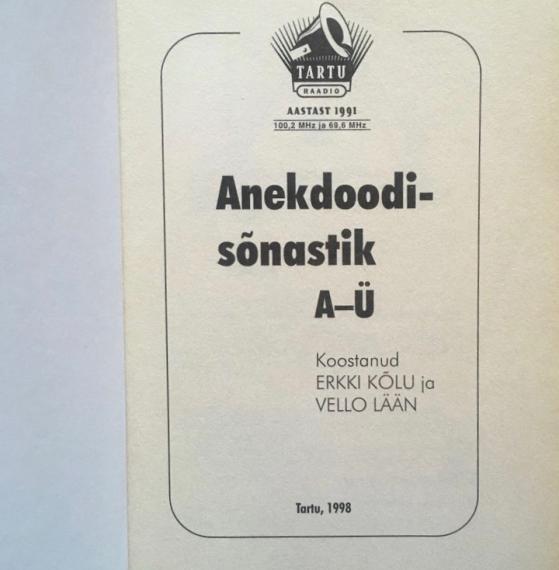 TARTU
RAADIO
AASTAST 1991
100,2 MHz ja 69,6 MHz
Anekdoodi-
sõnastik
A–Ü
Koostanud
ERKKI KÕLU ja
VELLO LÄÄN
Tartu, 1998